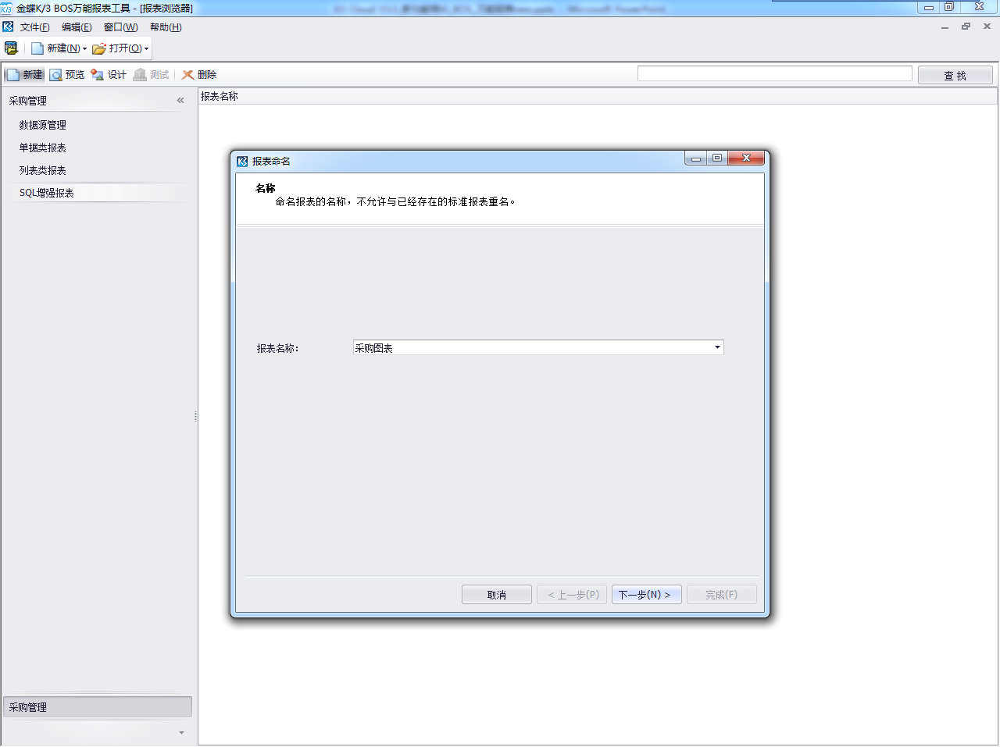 金蝶K/3 BOS万能报表工具 - [报表浏览器]
文件(F) 编辑(E) 窗口(W) 帮助(H)
新建(N) 打开(O)
新建 预览 设计 测试 删除
查 找
采购管理
报表名称
数据源管理
单据类报表
列表类报表
SQL增强报表
报表命名
名称
命名报表的名称，不允许与已经存在的标准报表重名。
报表名称： 采购图表
取消 < 上一步(P) 下一步(N) > 完成(F)
采购管理